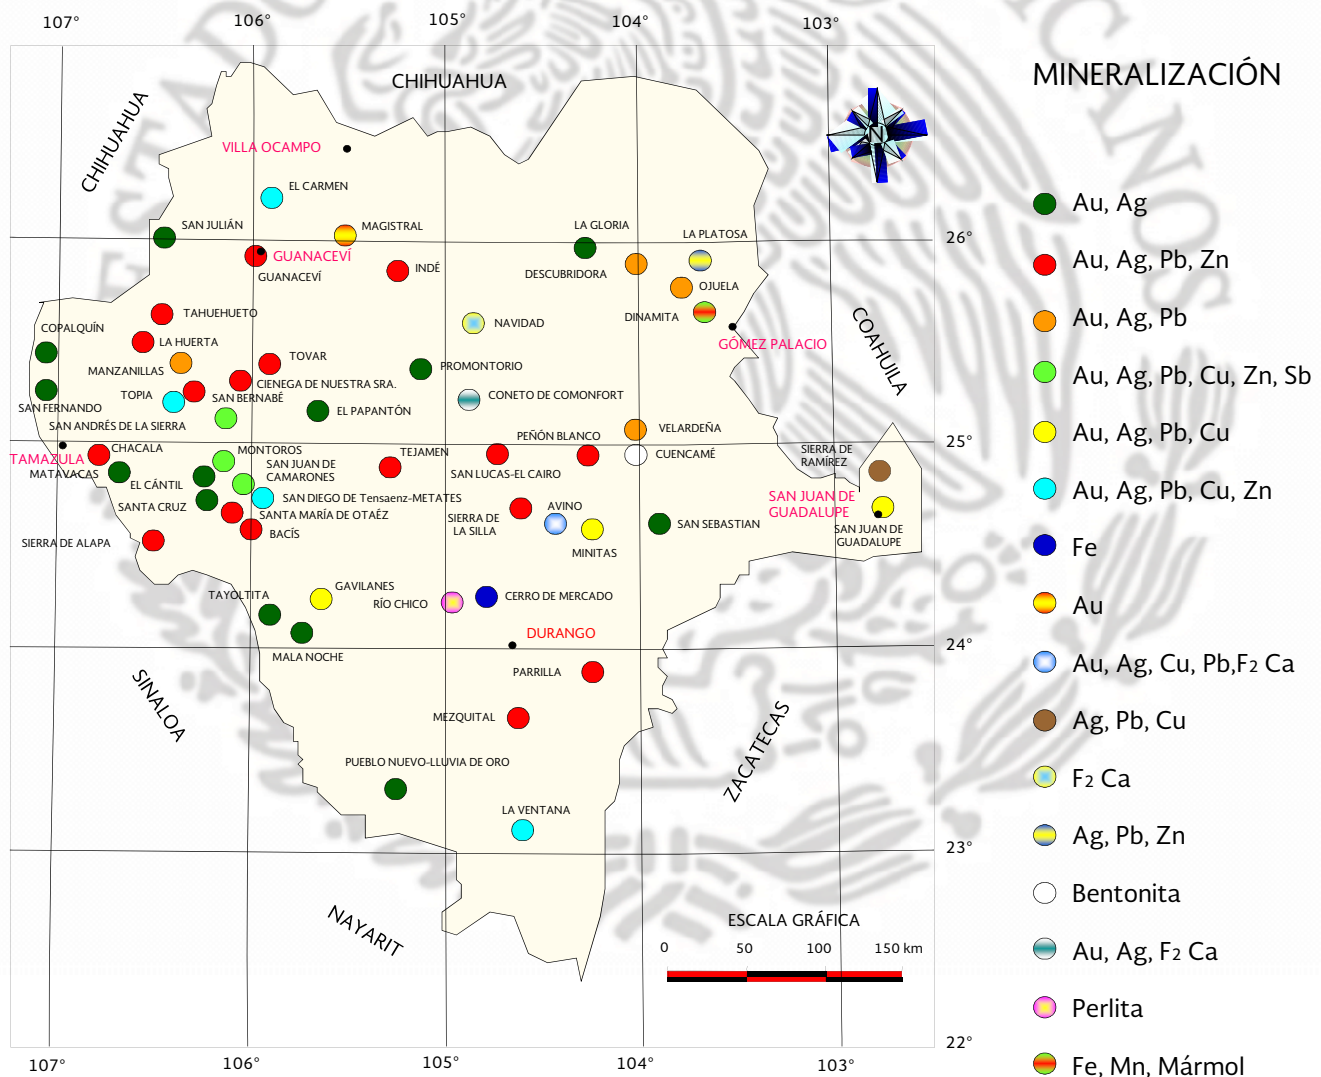 107°
106°
105°
104°
103°
CHIHUAHUA
MINERALIZACIÓN
CHIHUAHUA
N
VILLA OCAMPO
EL CARMEN
Au, Ag
SAN JULIÁN
MAGISTRAL
LA GLORIA
LA PLATOSA
26°
GUANACEVÍ
GUANACEVÍ
INDÉ
DESCUBRIDORA
OJUELA
Au, Ag, Pb, Zn
TAHUEHUETO
NAVIDAD
DINAMITA
Au, Ag, Pb
COPALQUÍN
LA HUERTA
GÓMEZ PALACIO
COAHUILA
MANZANILLAS
TOVAR
PROMONTORIO
Au, Ag, Pb, Cu, Zn, Sb
CIENEGA DE NUESTRA SRA.
TOPIA
SAN BERNABÉ
CONETO DE COMONFORT
SAN FERNANDO
EL PAPANTÓN
SAN ANDRÉS DE LA SIERRA
VELARDEÑA
PEÑÓN BLANCO
Au, Ag, Pb, Cu
25°
TAMAZULA
CHACALA
MONTOROS
TEJAMEN
CUENCAMÉ
SIERRA DE
RAMÍREZ
MATAVACAS
SAN JUAN DE
CAMARONES
SAN LUCAS-EL CAIRO
EL CÁNTIL
SAN DIEGO DE Tensaenz-METATES
Au, Ag, Pb, Cu, Zn
SANTA CRUZ
SANTA MARÍA DE OTAÉZ
AVINO
SAN JUAN DE
GUADALUPE
SIERRA DE
LA SILLA
SAN SEBASTIAN
BACÍS
SAN JUAN DE
GUADALUPE
SIERRA DE ALAPA
MINITAS
Fe
GAVILANES
TAYOLTITA
RÍO CHICO
CERRO DE MERCADO
Au
DURANGO
24°
MALA NOCHE
PARRILLA
Au, Ag, Cu, Pb,F2 Ca
SINALOA
MEZQUITAL
ZACATECAS
Ag, Pb, Cu
PUEBLO NUEVO-LLUVIA DE ORO
F2 Ca
LA VENTANA
Ag, Pb, Zn
23°
Bentonita
NAYARIT
ESCALA GRÁFICA
0
50
100
150 km
Au, Ag, F2 Ca
Perlita
22°
Fe, Mn, Mármol
107°
106°
105°
104°
103°